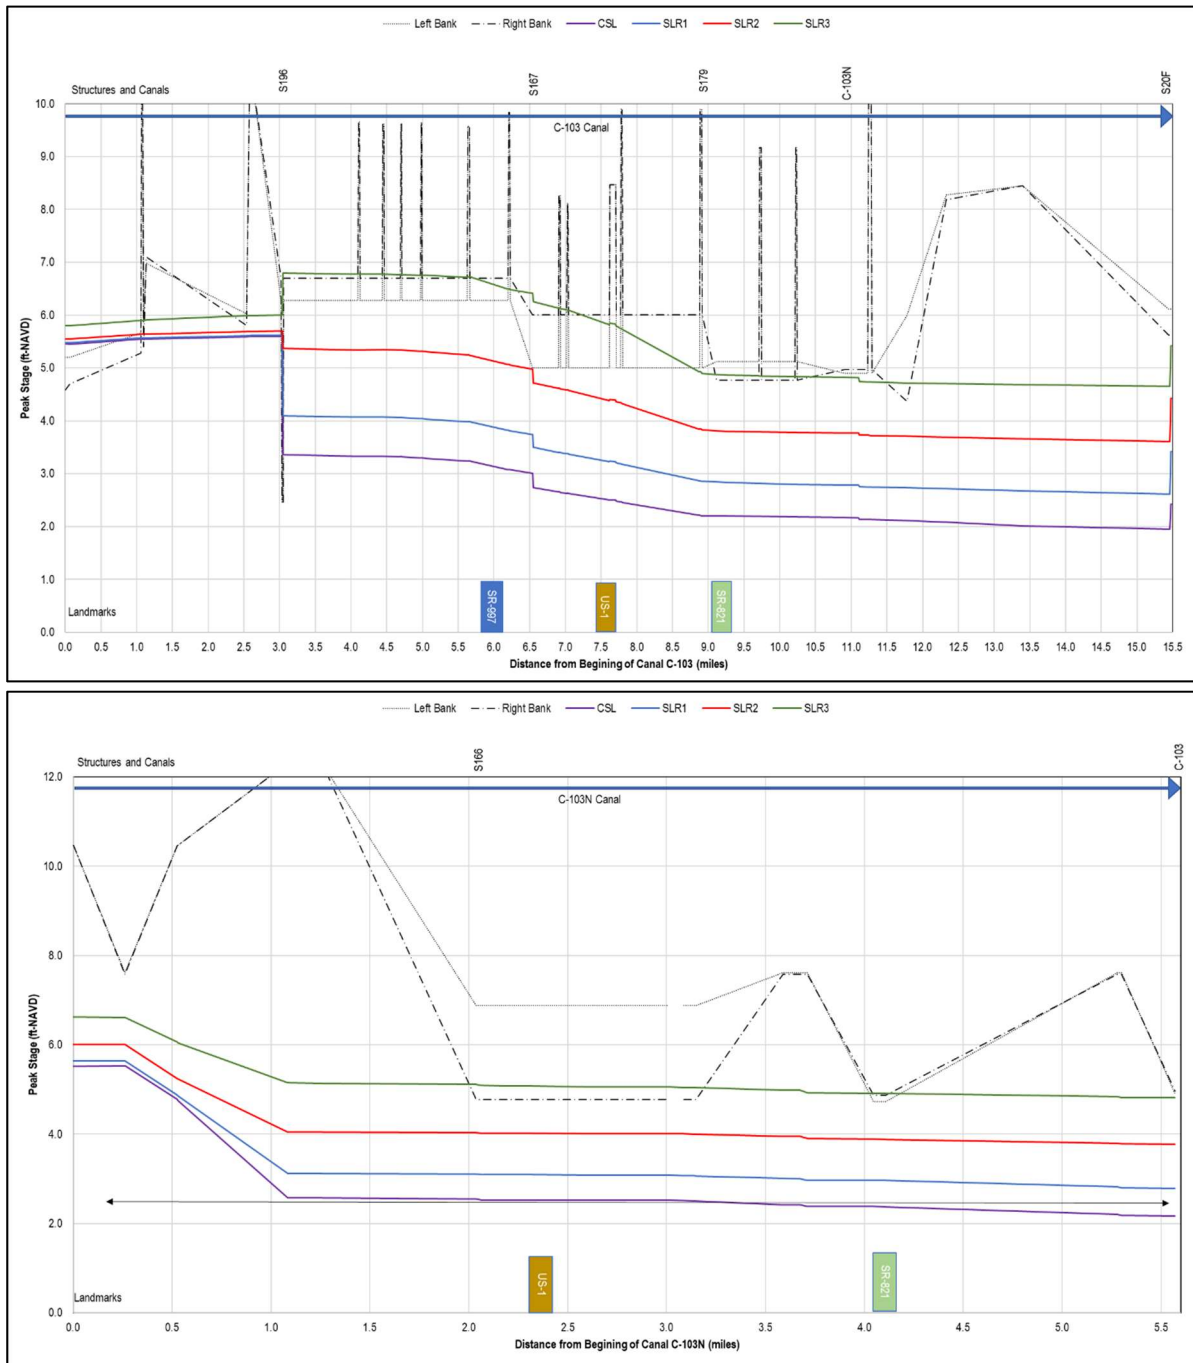 Left Bank Right Bank CSL SLR1 SLR2 SLR3
S196 S167 S179 C-103N S20F
Structures and Canals
C-103 Canal
10.0
9.0
8.0
7.0
6.0
5.0
4.0
3.0
2.0
1.0
0.0
Peak Stage (ft-NAVD)
SR-997 US-1 SR-821
Landmarks
0.0 0.5 1.0 1.5 2.0 2.5 3.0 3.5 4.0 4.5 5.0 5.5 6.0 6.5 7.0 7.5 8.0 8.5 9.0 9.5 10.0 10.5 11.0 11.5 12.0 12.5 13.0 13.5 14.0 14.5 15.0 15.5
Distance from Begining of Canal C-103 (miles)
Left Bank Right Bank CSL SLR1 SLR2 SLR3
S166 C-103
Structures and Canals
C-103N Canal
12.0
10.0
8.0
6.0
4.0
2.0
0.0
Peak Stage (ft-NAVD)
US-1 SR-821
Landmarks
0.0 0.5 1.0 1.5 2.0 2.5 3.0 3.5 4.0 4.5 5.0 5.5
Distance from Begining of Canal C-103N (miles)